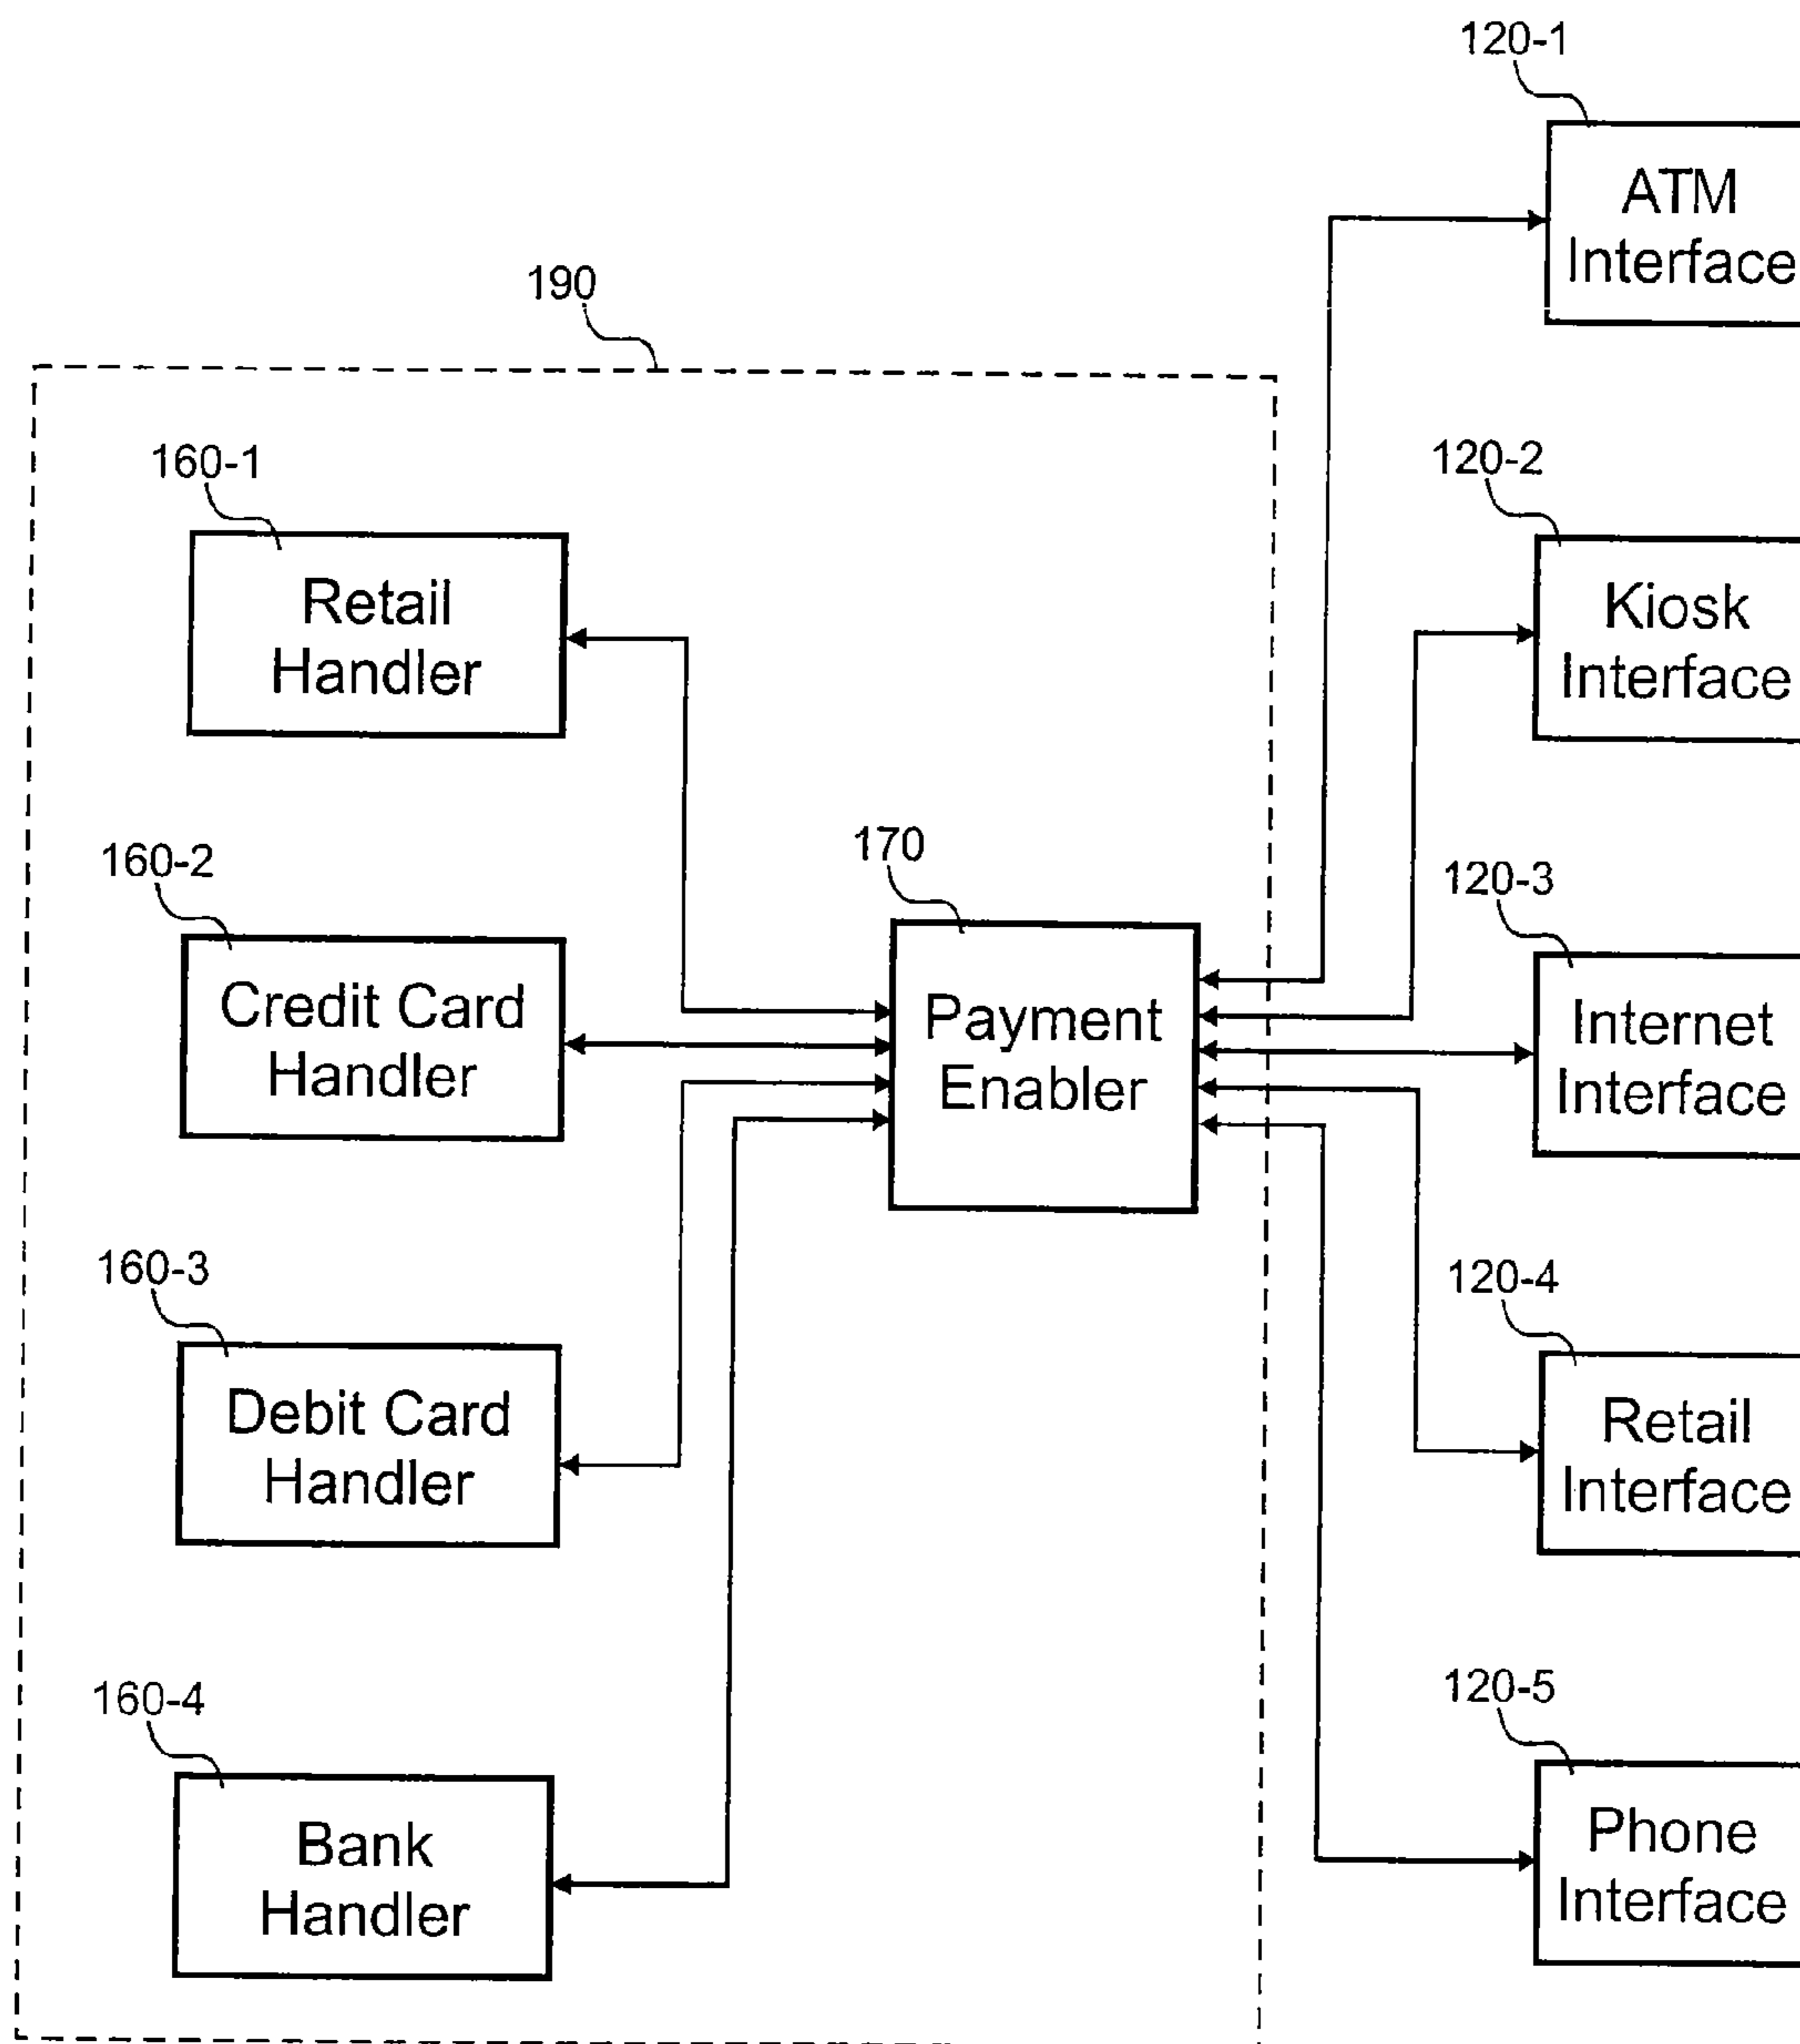 120-1
ATM
Interface
190
160-1
Retail
Handler
120-2
Kiosk
Interface
160-2
Credit Card
Handler
170
Payment
Enabler
120-3
Internet
Interface
160-3
Debit Card
Handler
120-4
Retail
Interface
160-4
Bank
Handler
120-5
Phone
Interface